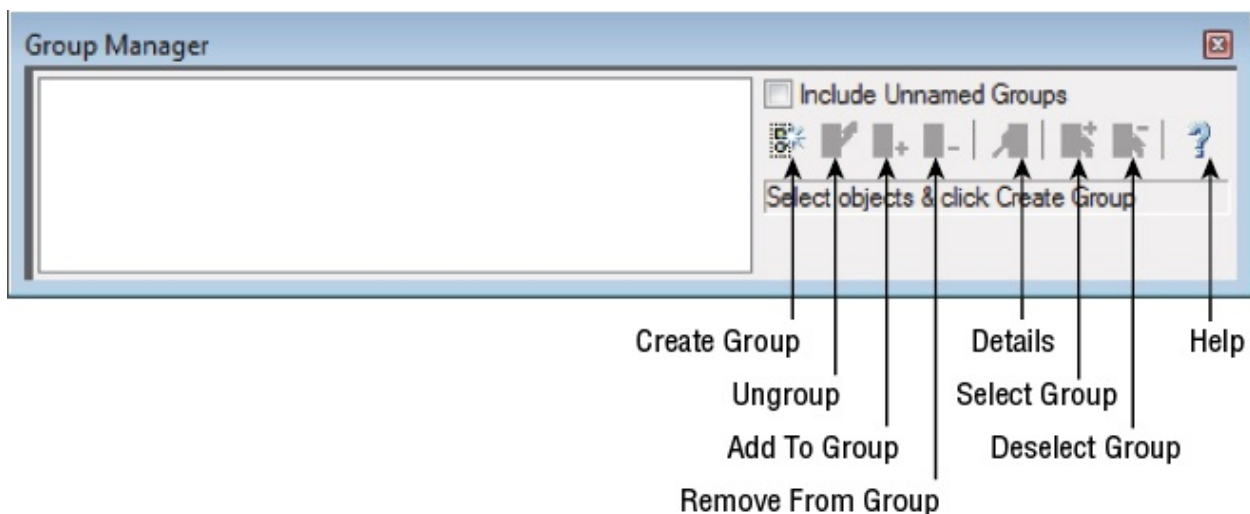 Group Manager
Include Unnamed Groups
Select objects & click Create Group
Create Group
Details
Help
Ungroup
Select Group
Add To Group
Deselect Group
Remove From Group